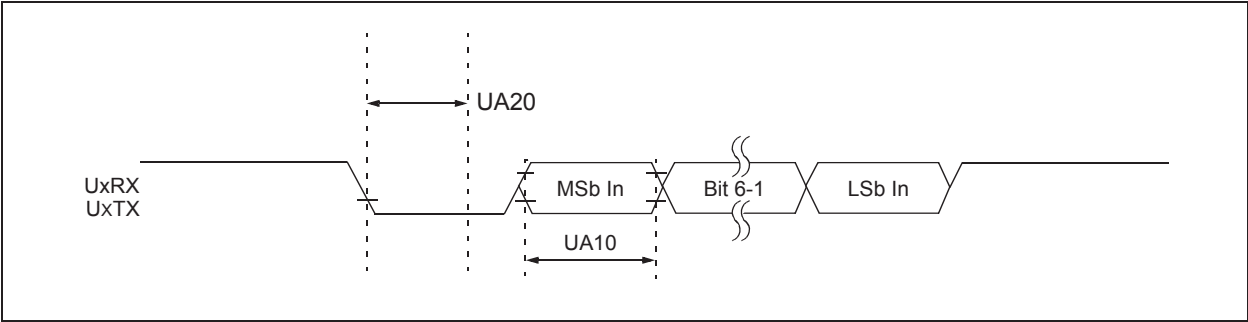 UA20
UxRX
UxTX
MSb In
Bit 6-1
LSb In
UA10